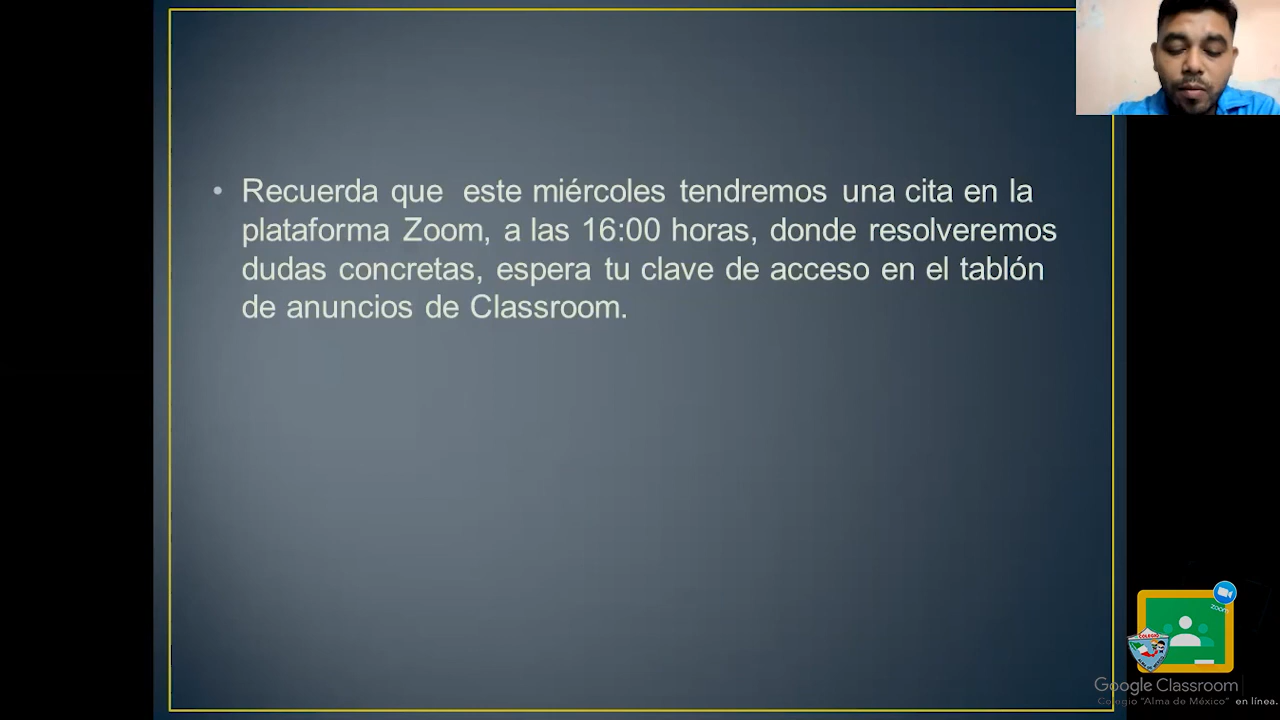 • Recuerda que este miércoles tendremos una cita en la
plataforma Zoom, a las 16:00 horas, donde resolveremos
dudas concretas, espera tu clave de acceso en el tablón
de anuncios de Classroom.
zoom
COLEGIO
Google Classroom
Colegio "Alma de México" en línea.